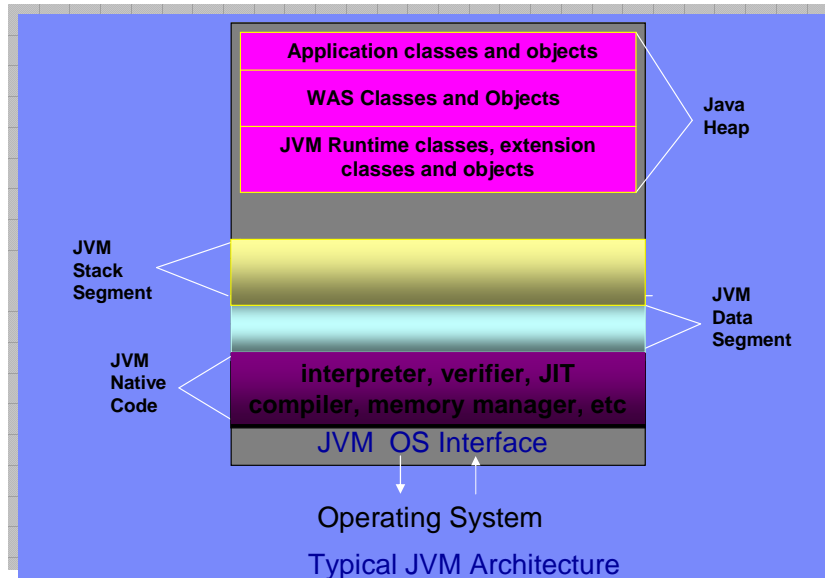 Application classes and objects
WAS Classes and Objects
JVM Runtime classes, extension
classes and objects
Java
Heap
JVM
Stack
Segment
JVM
Data
Segment
JVM
Native
Code
interpreter, verifier, JIT
compiler, memory manager, etc
JVM OS Interface
Operating System
Typical JVM Architecture